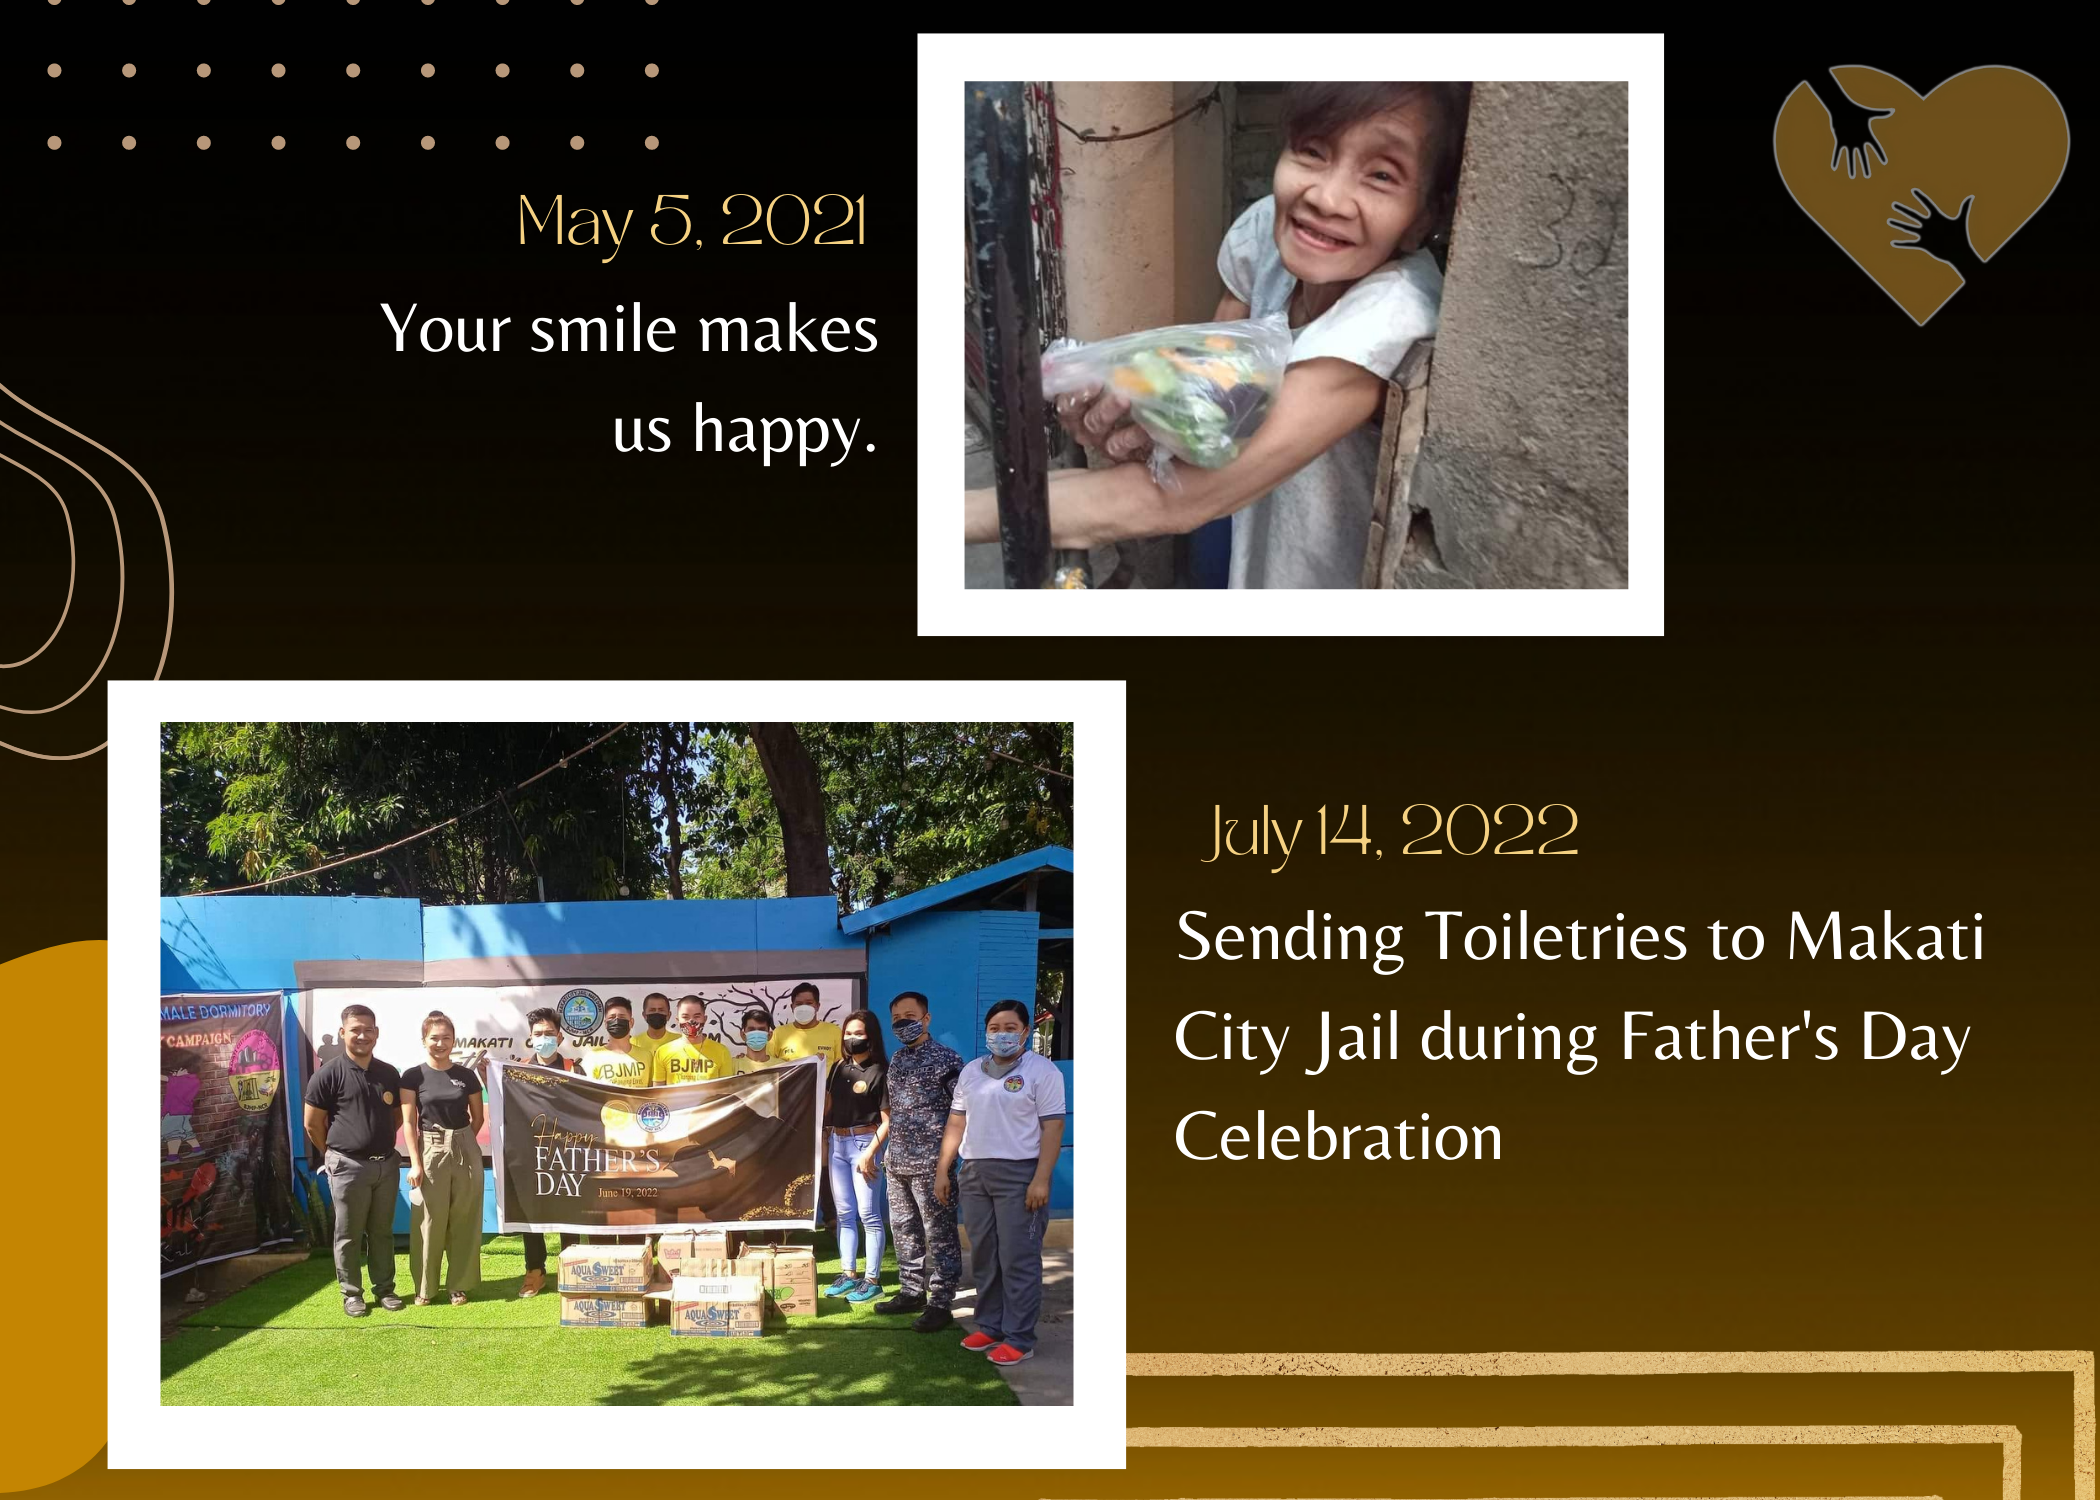 May 5, 2021
Your smile makes
us happy.
July 14, 2022
Sending Toiletries to Makati
City Jail during Father's Day
Celebration
MALE DORMITORY
CAMPAIGN
MAKATI CITY JAIL
BJMP
BJMP
Happy
FATHER'S
DAY
June 19, 2022
AQUA SWEET
AQUA SWEET
AQUA SWEET